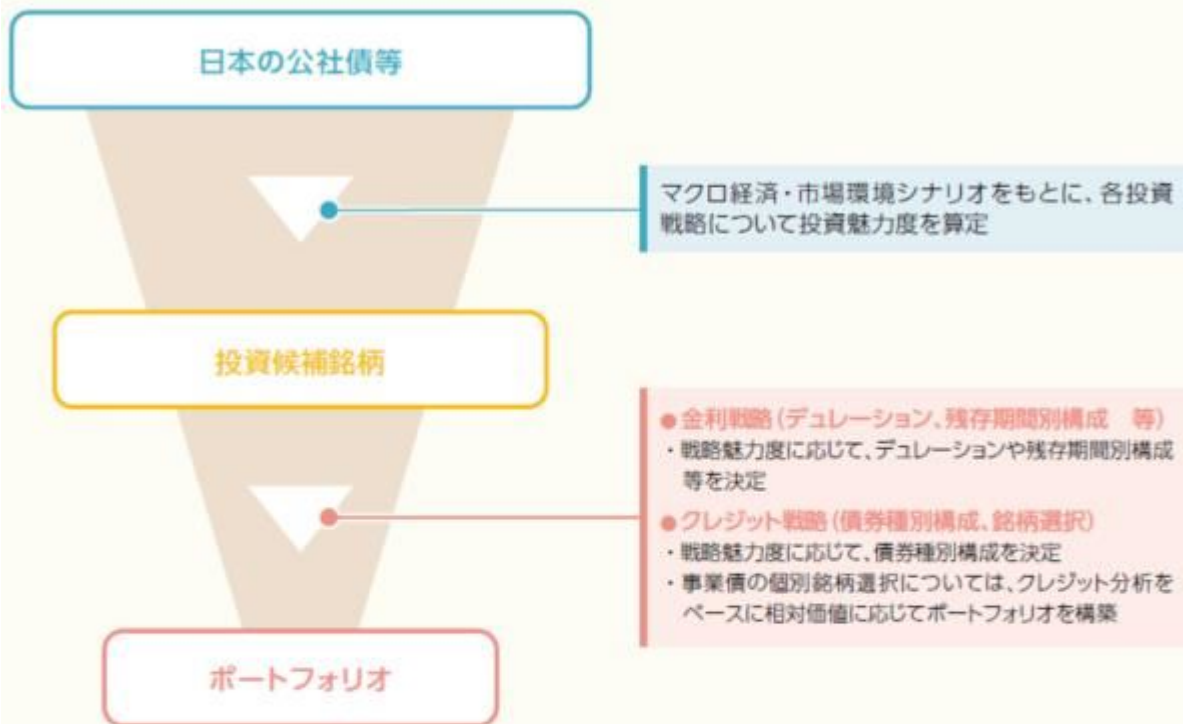 日本の公社債等
マクロ経済・市場環境シナリオをもとに、各投資
戦略について投資魅力度を算定
投資候補銘柄
●金利戦略(デュレーション、残存期間別構成　等)
・戦略魅力度に応じて、デュレーションや残存期間別構成
等を決定
●クレジット戦略(債券種別構成、銘柄選択)
・戦略魅力度に応じて、債券種別構成を決定
・事業債の個別銘柄選択については、クレジット分析を
ベースに相対価値に応じてポートフォリオを構築
ポートフォリオ